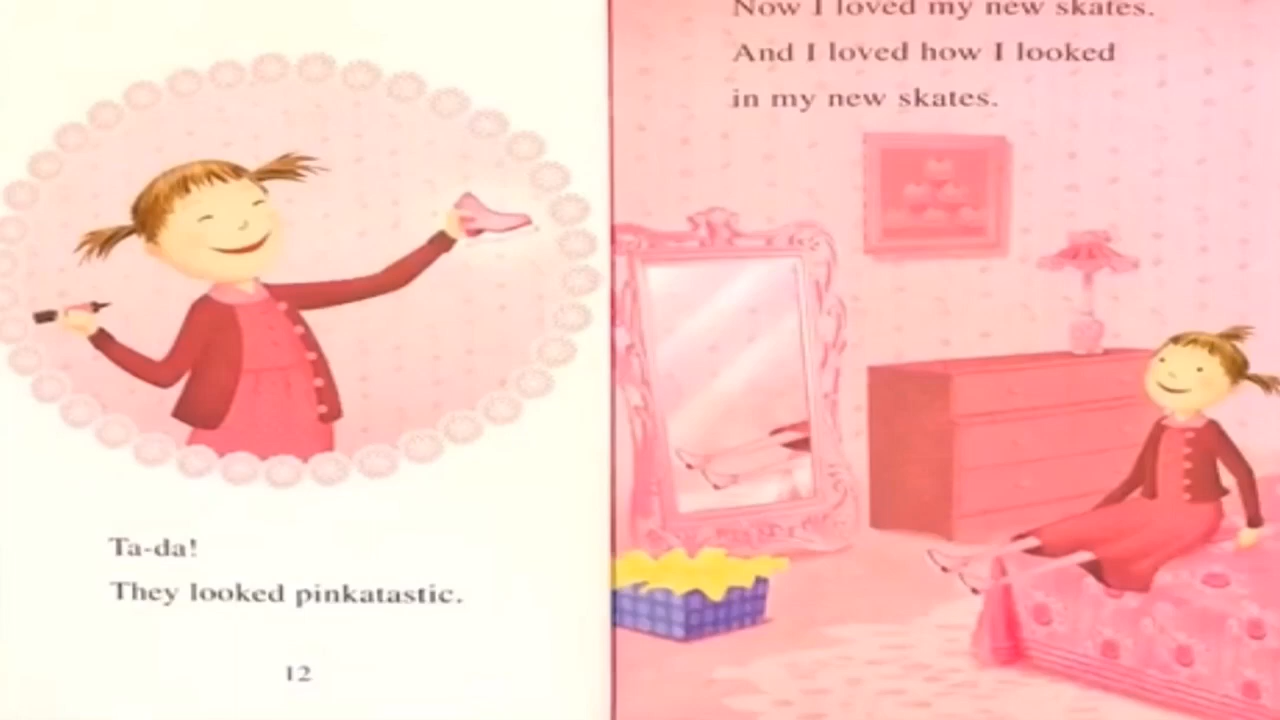 Ta-da!
They looked pinkatastic.
12
Now I loved my new skates.
And I loved how I looked
in my new skates.